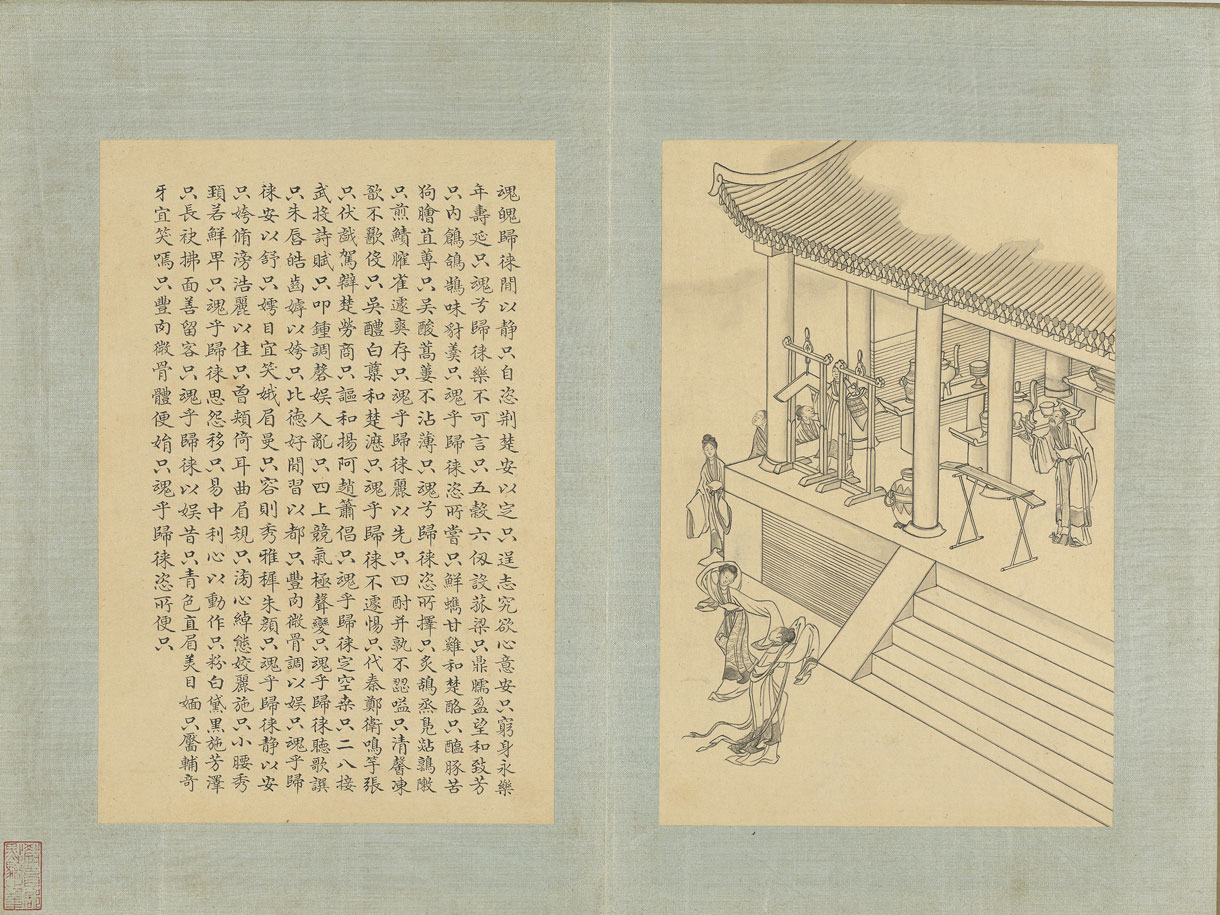 魂魄歸徠閒以静只自恣荆楚安以定只逞志究欲心意安只窮身永樂
年壽延只魂兮歸徠樂不可言只五穀六仞設菰梁只鼎臑盈望和致芳
只内鶬鴿鵠味豺羹只魂乎歸徠恣所嘗只鮮蠵甘雞和楚酪只醢豚苦
狗膾苴蓴只吴酸蒿蔞不沾薄只魂兮歸徠恣所擇只炙鴰烝鳧煔鶉敶
只煎鰿臛雀遽爽存只魂乎歸徠麗以先只四酎并孰不歰嗌只清馨凍
歠不歠役只吴醴白蘗和楚瀝只魂乎歸徠不遽惕只代秦鄭衛鳴竽張
只伏戲駕辯楚勞商只謳和揚阿趙簫倡只魂乎歸徠定空桑只二八接
武投詩賦只叩鍾調磬娱人亂只四上競氣極聲變只魂乎歸徠聽歌譔
只朱唇皓齒嫭以姱只比德好閒習以都只豐肉微骨調以娱只魂乎歸
徠安以舒只嫮目宜笑娥眉曼只容則秀雅穉朱顏只魂乎歸徠静以安
只姱脩滂浩麗以佳只曾頰倚耳曲眉規只滂心綽態姣麗施只小腰秀
頸若鮮卑只魂乎歸徠思怨移只易中利心以動作只粉白黛黑施芳澤
只長袂拂面善留客只魂乎歸徠以娱昔只青色直眉美目媔只靨輔奇
牙宜笑嘕只豐肉微骨體便娟只魂乎歸徠恣所便只